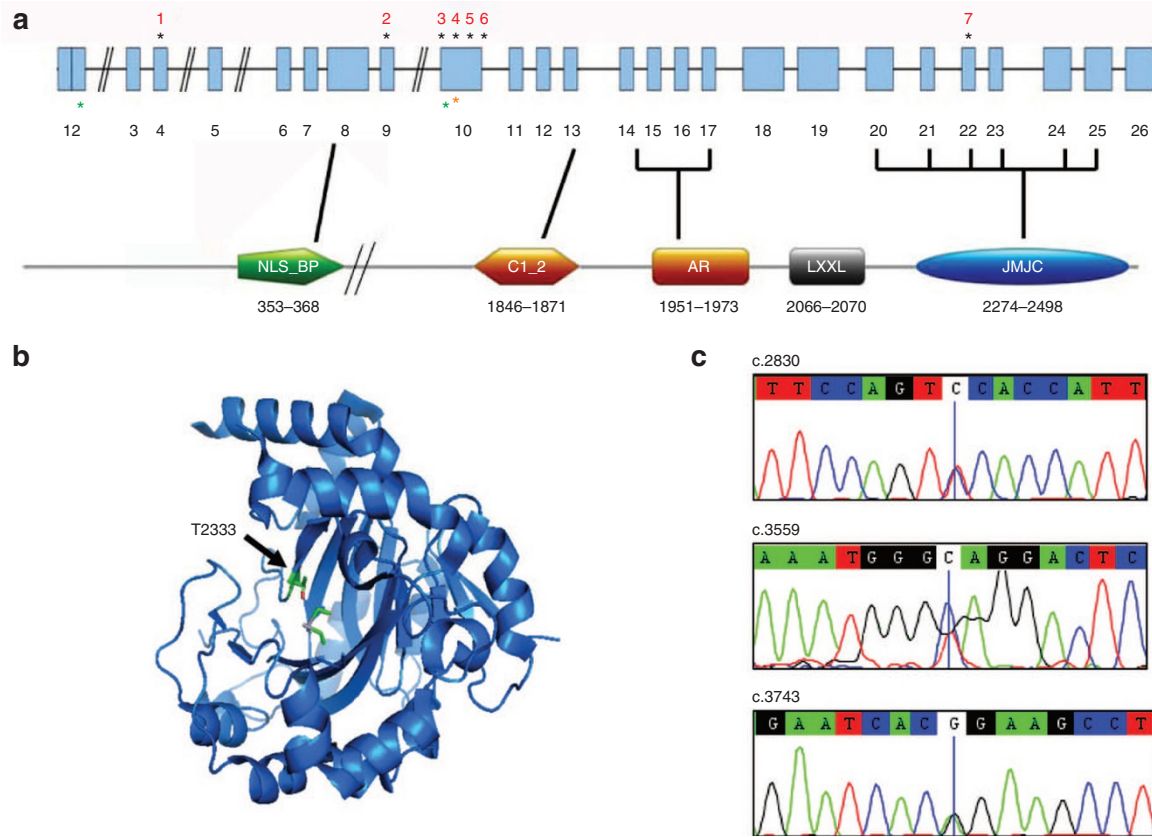 a
1 2 3 4 5 6 7
* * * * * * *
* * *
12 3 4 5 6 7 8 9 10 11 12 13 14 15 16 17 18 19 20 21 22 23 24 25 26
NLS_BP C1_2 AR LXXL JMJC
353–368 1846–1871 1951–1973 2066–2070 2274–2498
b
T2333
c
c.2830
T T C C A G T C C A C C A T T
c.3559
A A A T G G G C A G G A C T C
c.3743
G A A T C A C G G A A G C C T